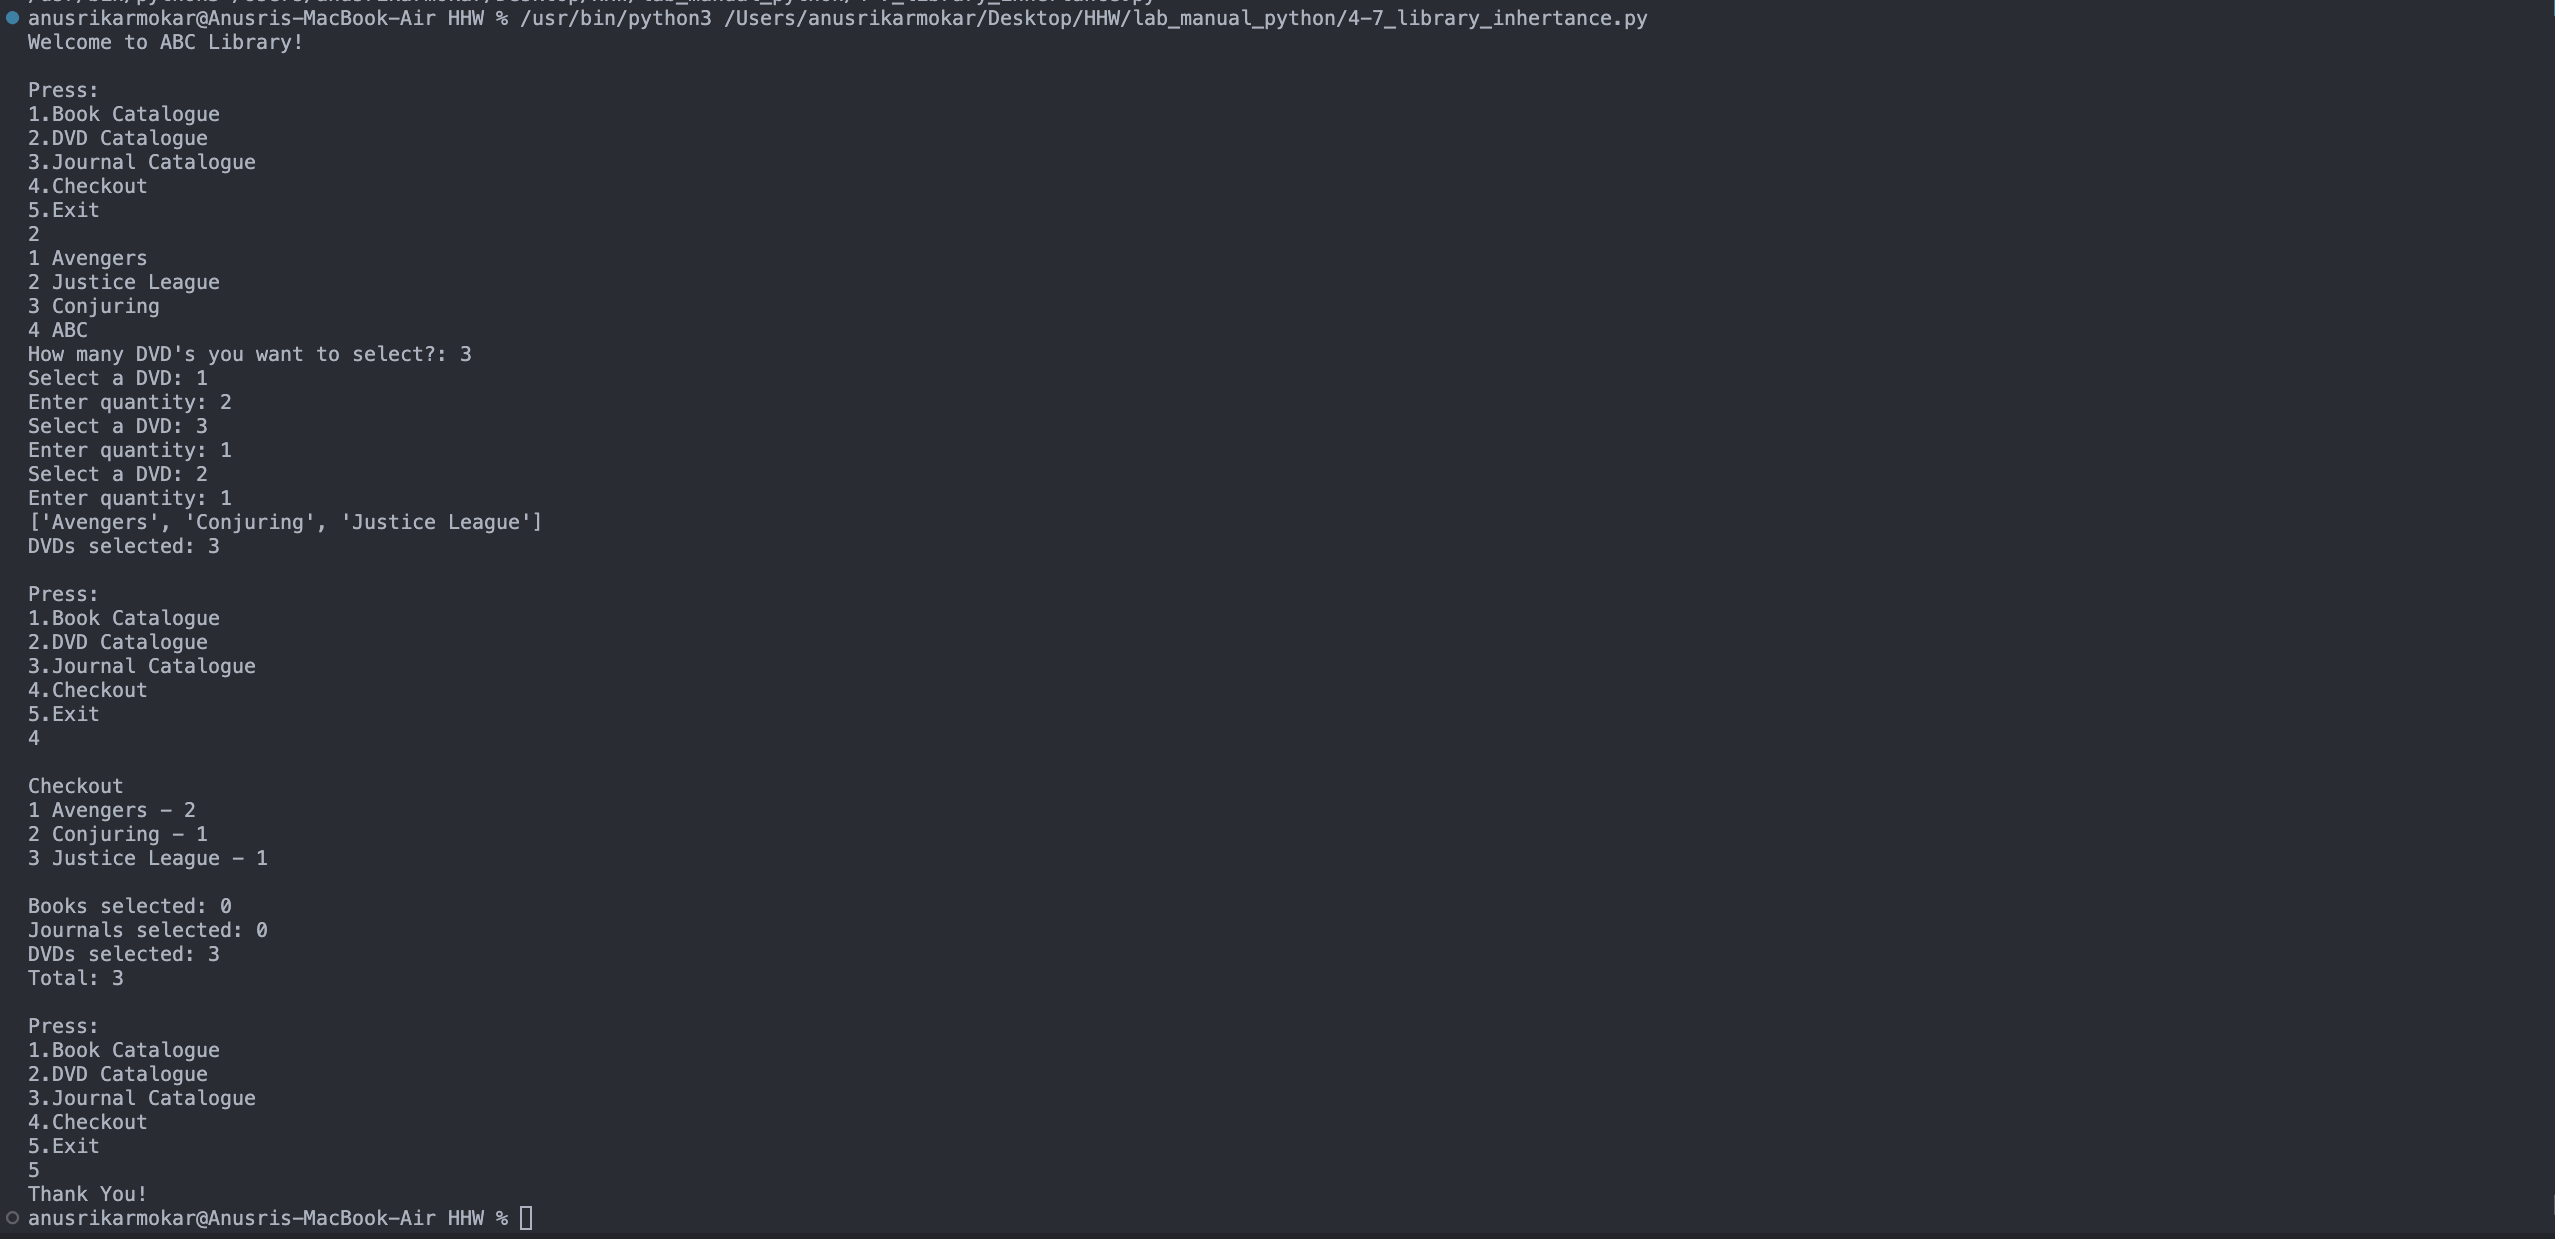 anusrikarmokar@Anusris-MacBook-Air HHW % /usr/bin/python3 /Users/anusrikarmokar/Desktop/HHW/lab_manual_python/4-7_library_inhertance.py
Welcome to ABC Library!
Press:
1.Book Catalogue
2.DVD Catalogue
3.Journal Catalogue
4.Checkout
5.Exit
2
1 Avengers
2 Justice League
3 Conjuring
4 ABC
How many DVD's you want to select?: 3
Select a DVD: 1
Enter quantity: 2
Select a DVD: 3
Enter quantity: 1
Select a DVD: 2
Enter quantity: 1
['Avengers', 'Conjuring', 'Justice League']
DVDs selected: 3
Press:
1.Book Catalogue
2.DVD Catalogue
3.Journal Catalogue
4.Checkout
5.Exit
4
Checkout
1 Avengers - 2
2 Conjuring - 1
3 Justice League - 1
Books selected: 0
Journals selected: 0
DVDs selected: 3
Total: 3
Press:
1.Book Catalogue
2.DVD Catalogue
3.Journal Catalogue
4.Checkout
5.Exit
5
Thank You!
anusrikarmokar@Anusris-MacBook-Air HHW %